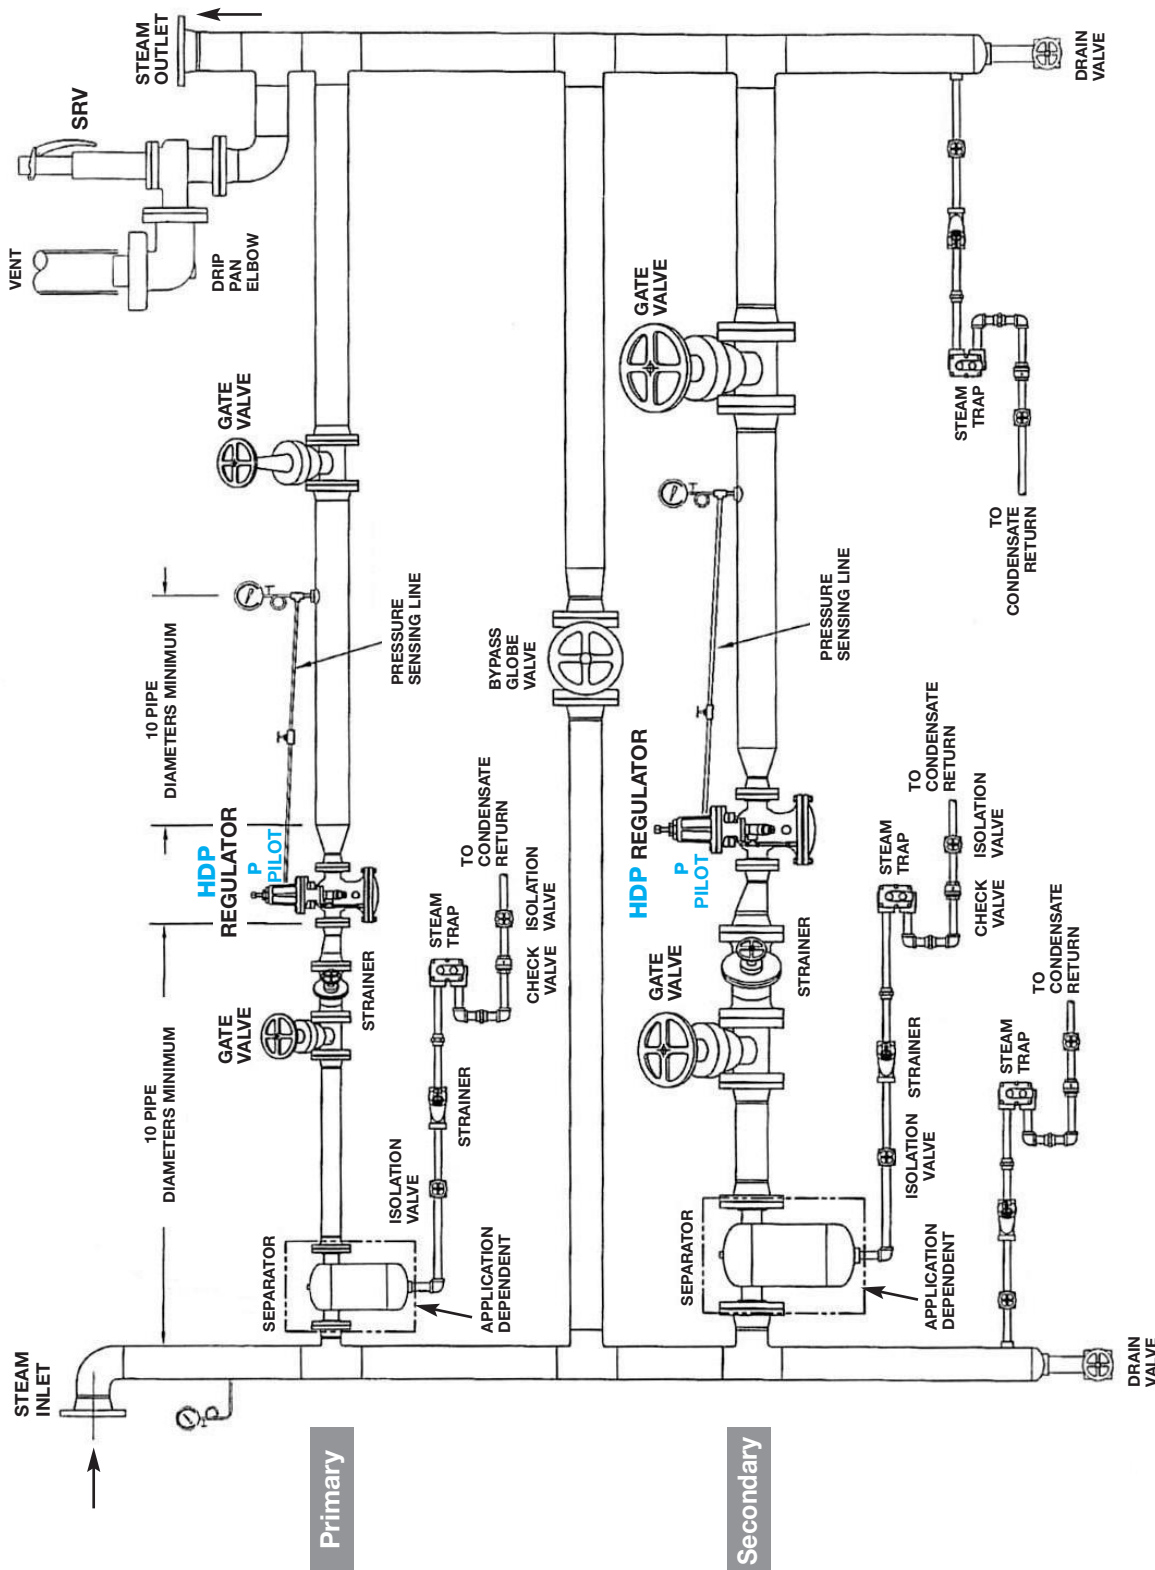 STEAM
OUTLET
SRV
VENT
DRIP
PAN
ELBOW
DRAIN
VALVE
GATE
VALVE
GATE
VALVE
STEAM
TRAP
TO
CONDENSATE
RETURN
10 PIPE
DIAMETERS MINIMUM
PRESSURE
SENSING LINE
BYPASS
GLOBE
VALVE
PRESSURE
SENSING LINE
HDP
REGULATOR
P
PILOT
TO
CONDENSATE
RETURN
HDP REGULATOR
P
PILOT
TO
CONDENSATE
RETURN
STEAM
TRAP
ISOLATION
VALVE
CHECK
VALVE
STRAINER
GATE
VALVE
STEAM
TRAP
ISOLATION
VALVE
CHECK
VALVE
GATE
VALVE
STRAINER
TO
CONDENSATE
RETURN
10 PIPE
DIAMETERS MINIMUM
STRAINER
ISOLATION
VALVE
STRAINER
ISOLATION
VALVE
STEAM
TRAP
SEPARATOR
APPLICATION
DEPENDENT
SEPARATOR
APPLICATION
DEPENDENT
STEAM
INLET
DRAIN
VALVE
Primary
Secondary